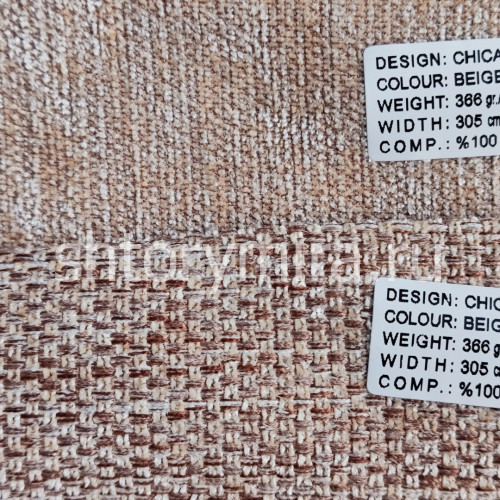 DESIGN: CHICA
COLOUR: BEIGE
WEIGHT: 366 gr.
WIDTH: 305 cm
COMP.: %100
shtorymira.ru
DESIGN: CHIC
COLOUR: BEIG
WEIGHT: 366 g
WIDTH: 305 c
COMP.: %100